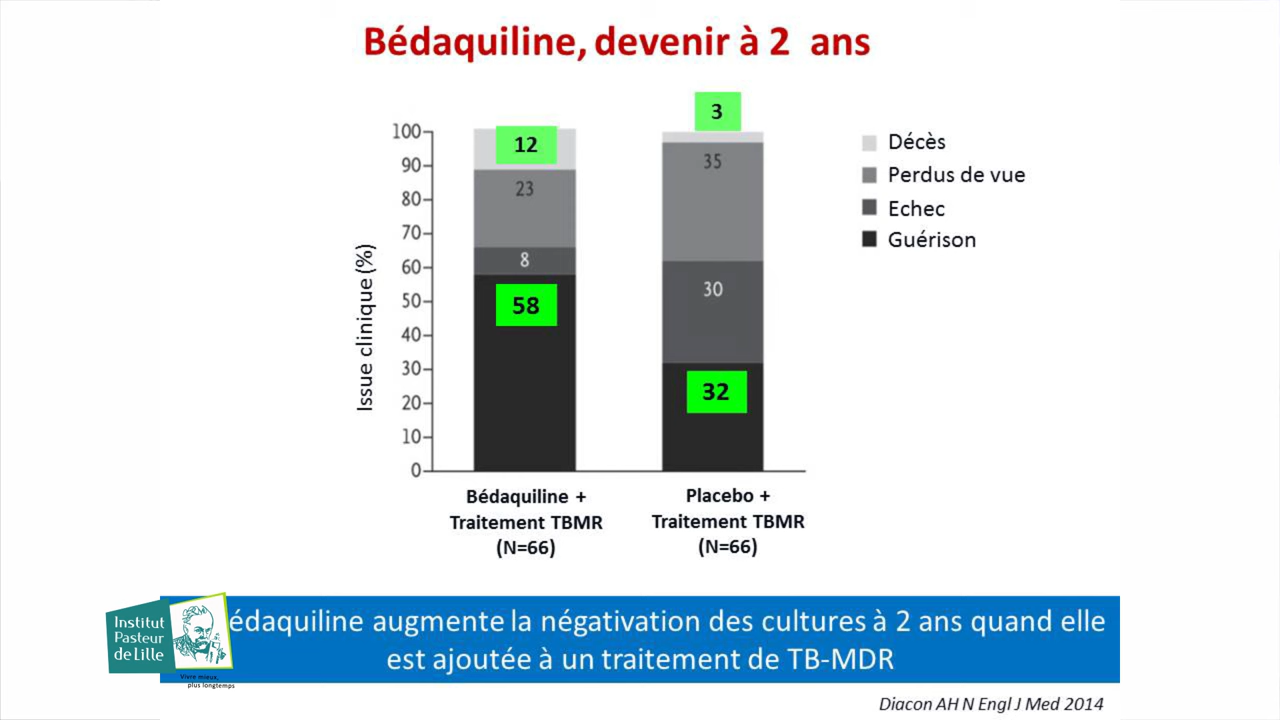 Bédaquiline, devenir à 2 ans
3
100
12
Décès
35
90
Perdus de vue
23
80
Echec
70
Guérison
8
60
30
58
50
40
32
30
20
10
0
Issue clinique (%)
Bédaquiline +
Traitement TBMR
(N=66)
Placebo +
Traitement TBMR
(N=66)
édaquiline augmente la négativation des cultures à 2 ans quand elle
est ajoutée à un traitement de TB-MDR
Institut
Pasteur
de Lille
Vivre mieux,
plus longtemps
Diacon AH N Engl J Med 2014